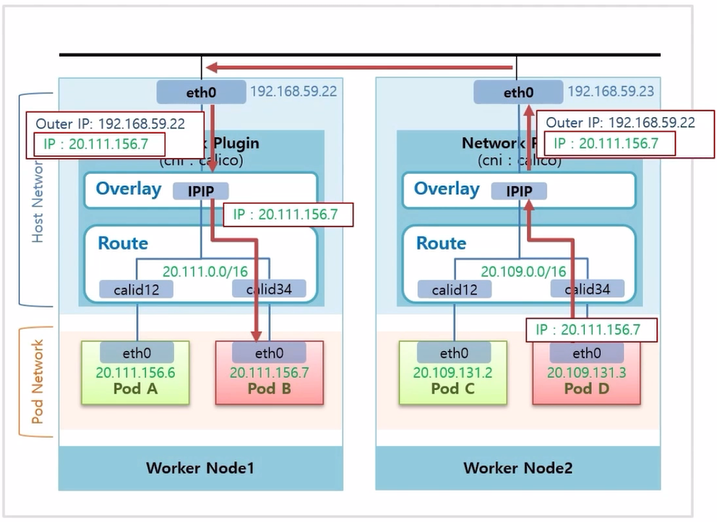 eth0
192.168.59.22
eth0
192.168.59.23
Outer IP: 192.168.59.22
IP : 20.111.156.7
Outer IP: 192.168.59.22
IP : 20.111.156.7
Plugin
(cni : calico)
Network P
(cni : calico)
Overlay
IPIP
Overlay
IPIP
IP : 20.111.156.7
Route
Route
20.111.0.0/16
20.109.0.0/16
calid12
calid34
calid12
calid34
IP : 20.111.156.7
eth0
eth0
eth0
eth0
20.111.156.6
20.111.156.7
20.109.131.2
20.109.131.3
Pod A
Pod B
Pod C
Pod D
Worker Node1
Worker Node2
Host Network
Pod Network